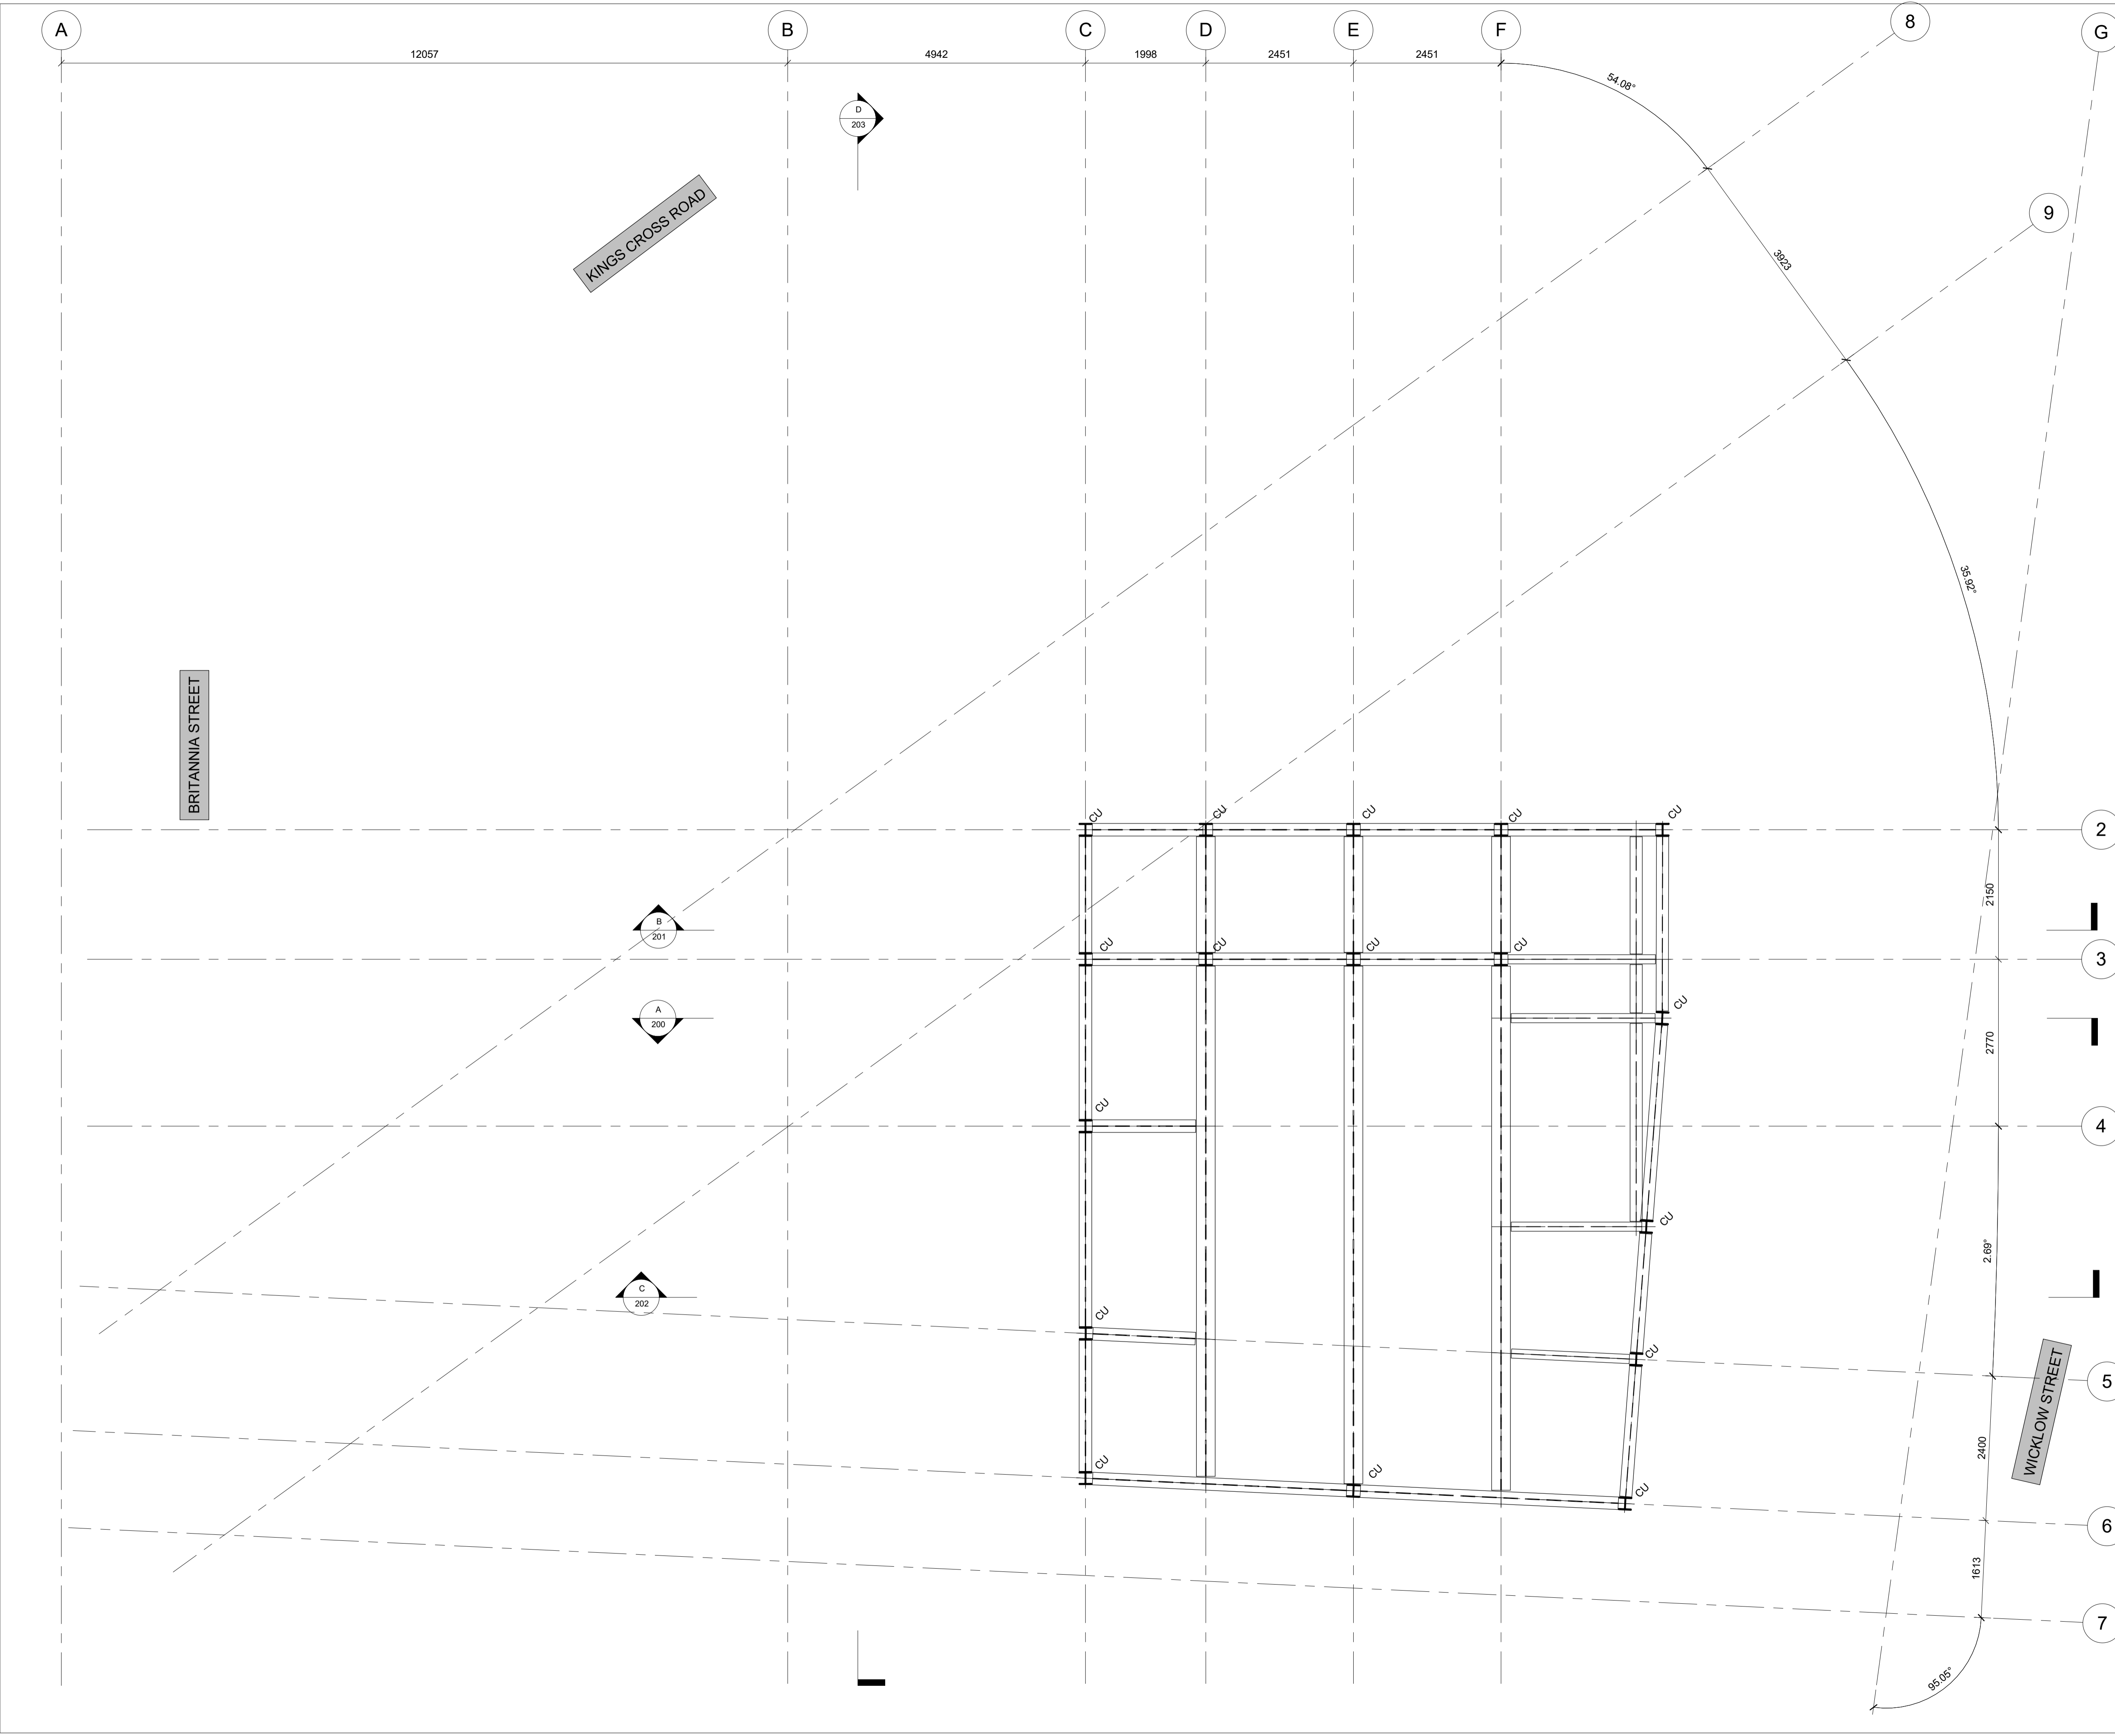 A
B
C
D
E
F
8
G
12057
4942
1998
2451
2451
54.08°
D
203
KINGS CROSS ROAD
9
3923
35.92°
BRITANNIA STREET
CU
CU
CU
CU
CU
2
2150
B
201
CU
CU
CU
CU
3
A
200
CU
2770
CU
4
CU
2.69°
C
202
CU
CU
5
WICKLOW STREET
2400
CU
CU
CU
6
1613
7
95.05°